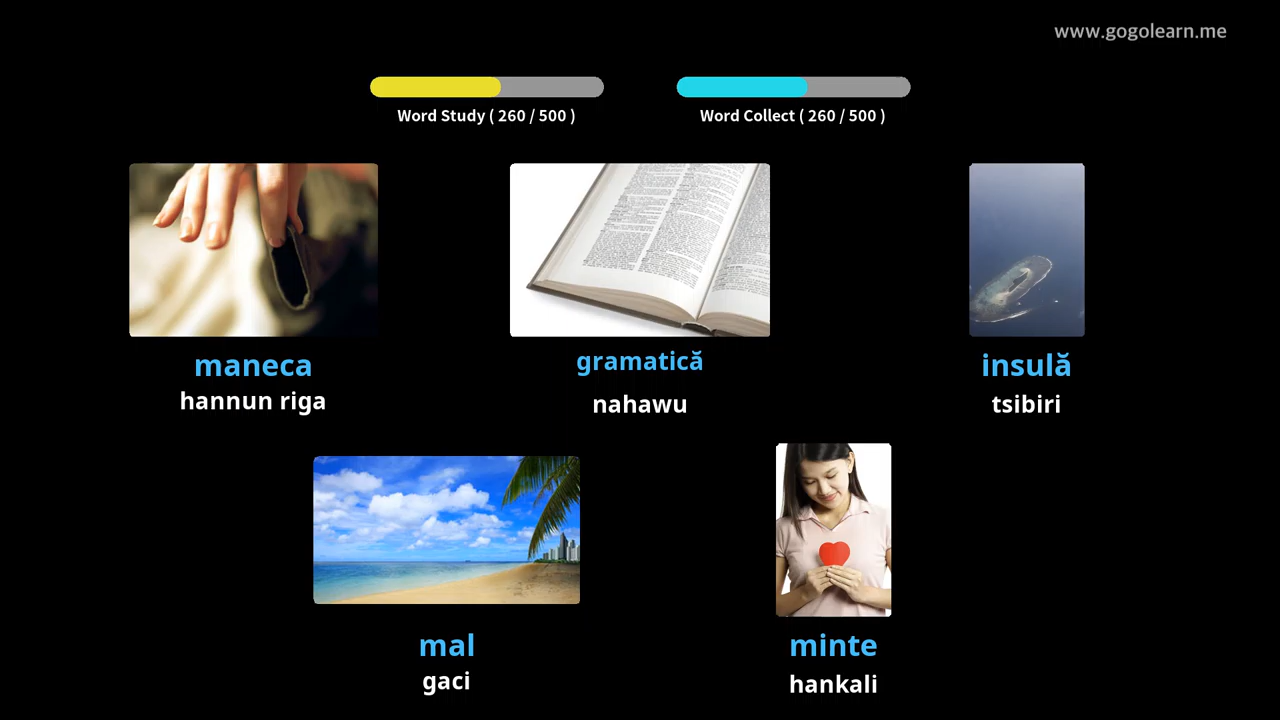 www.gogolearn.me
Word Study ( 260 / 500 )
Word Collect ( 260 / 500 )
maneca
hannun riga
gramatică
nahawu
insulă
tsibiri
mal
gaci
minte
hankali